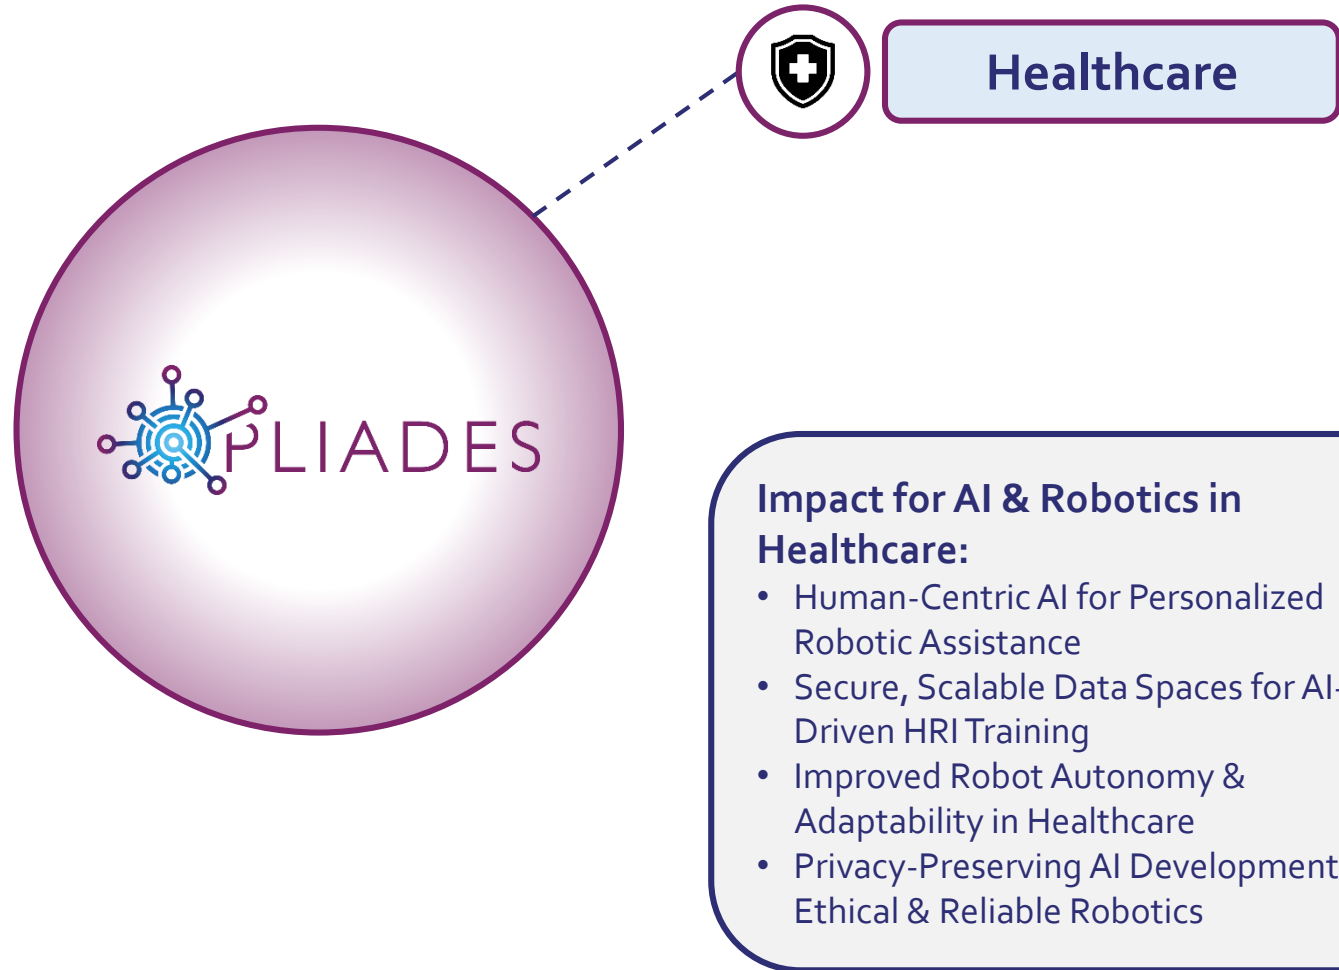 Healthcare
PLIADES
Impact for AI & Robotics in
Healthcare:
• Human-Centric AI for Personalized
Robotic Assistance
• Secure, Scalable Data Spaces for AI-
Driven HRI Training
• Improved Robot Autonomy &
Adaptability in Healthcare
• Privacy-Preserving AI Development
Ethical & Reliable Robotics